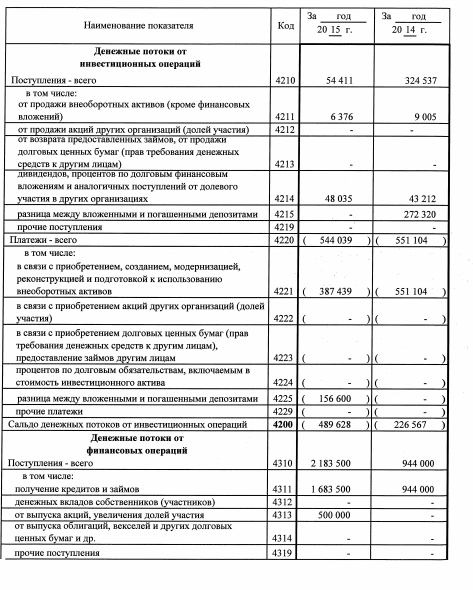 Наименование показателя Код За год 20 15 г. За год 20 14 г.
Денежные потоки от
инвестиционных операций
Поступления - всего 4210 54 411 324 537
в том числе:
от продажи внеоборотных активов (кроме финансовых
вложений) 4211 6 376 9 005
от продажи акций других организаций (долей участия) 4212 - -
от возврата предоставленных займов, от продажи
долговых ценных бумаг (прав требования денежных
средств к другим лицам) 4213 - -
дивидендов, процентов по долговым финансовым
вложениям и аналогичных поступлений от долевого
участия в других организациях 4214 48 035 43 212
разница между вложенными и погашенными депозитами 4215 - 272 320
прочие поступления 4219 - -
Платежи - всего 4220 ( 544 039 ) ( 551 104 )
в том числе:
в связи с приобретением, созданием, модернизацией,
реконструкцией и подготовкой к использованию
внеоборотных активов 4221 ( 387 439 ) ( 551 104 )
в связи с приобретением акций других организаций (долей
участия) 4222 ( - ) ( - )
в связи с приобретением долговых ценных бумаг (прав
требования денежных средств к другим лицам),
предоставление займов другим лицам 4223 ( - ) ( - )
процентов по долговым обязательствам, включаемым в
стоимость инвестиционного актива 4224 ( - ) ( - )
разница между вложенными и погашенными депозитами 4225 ( 156 600 ) ( - )
прочие платежи 4229 ( - ) ( - )
Сальдо денежных потоков от инвестиционных операций 4200 ( 489 628 ) ( 226 567 )
Денежные потоки от
финансовых операций
Поступления - всего 4310 2 183 500 944 000
в том числе:
получение кредитов и займов 4311 1 683 500 944 000
денежных вкладов собственников (участников) 4312 - -
от выпуска акций, увеличения долей участия 4313 500 000 -
от выпуска облигаций, векселей и других долговых
ценных бумаг и др. 4314 - -
прочие поступления 4319 - -